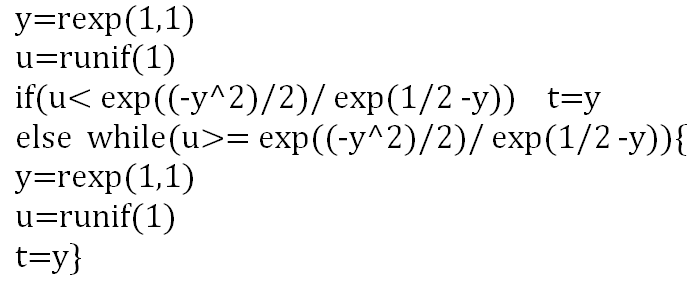 y=rexp(1,1)
u=runif(1)
if(u< exp((-y^2)/2)/ exp(1/2 -y)) t=y
else while(u>= exp((-y^2)/2)/ exp(1/2 -y)){
y=rexp(1,1)
u=runif(1)
t=y}